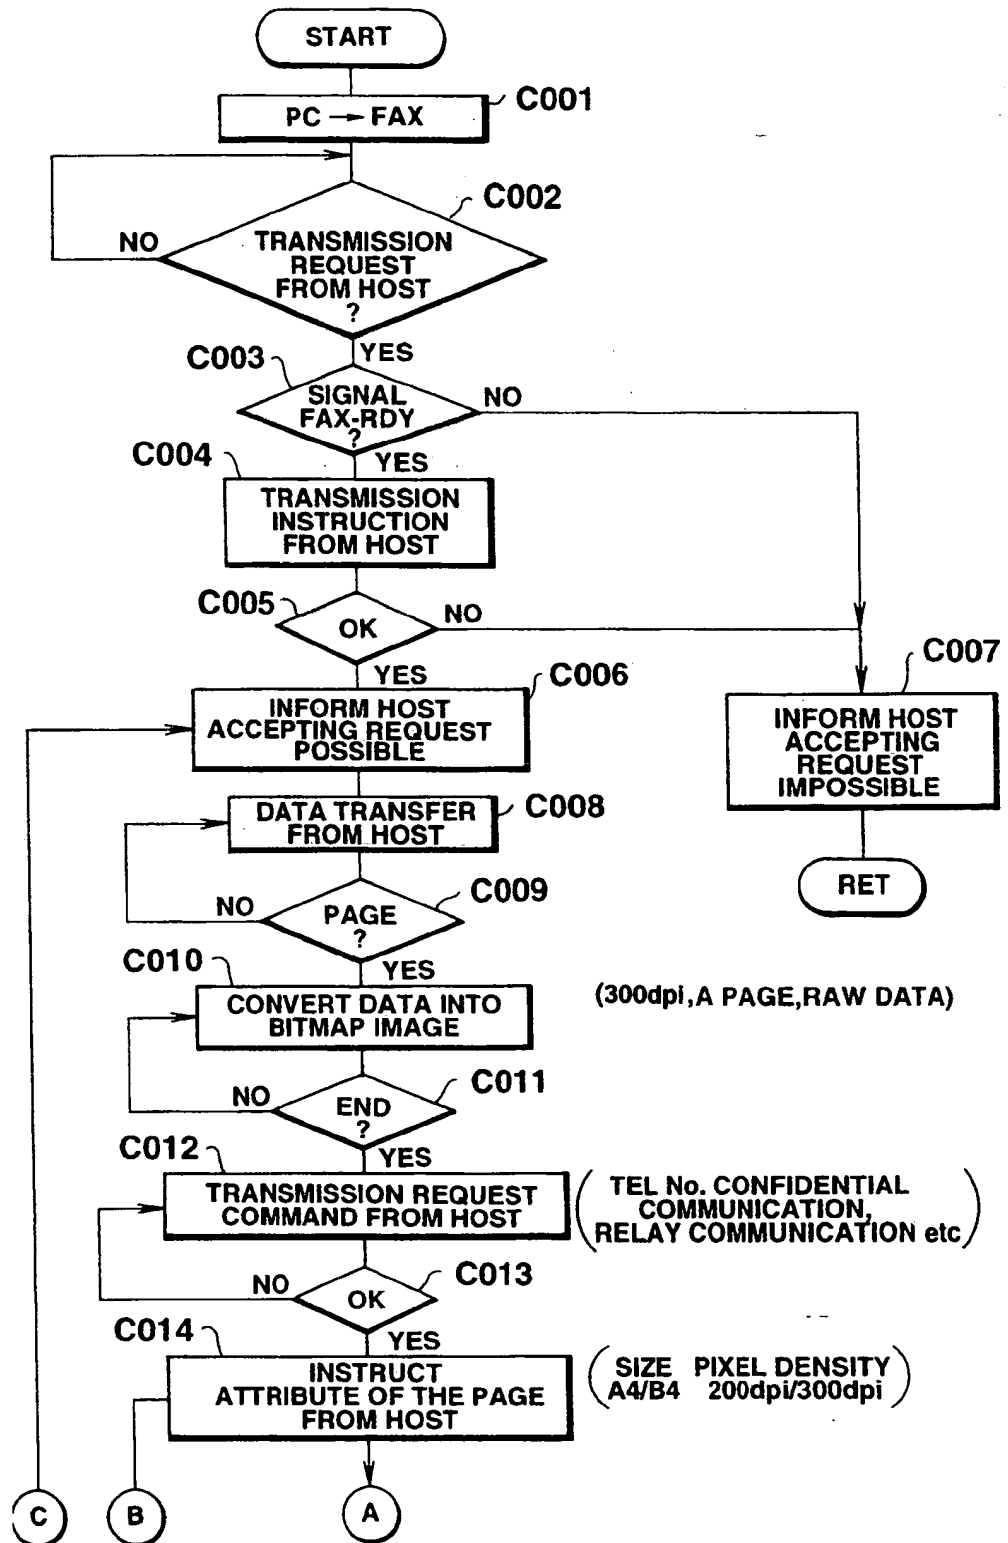 START
C001
PC → FAX
C002
NO
TRANSMISSION
REQUEST
FROM HOST
?
YES
C003
SIGNAL
FAX-RDY
?
NO
YES
C004
TRANSMISSION
INSTRUCTION
FROM HOST
C005
OK
NO
YES
C006
INFORM HOST
ACCEPTING REQUEST
POSSIBLE
C007
INFORM HOST
ACCEPTING
REQUEST
IMPOSSIBLE
RET
C008
DATA TRANSFER
FROM HOST
C009
NO
PAGE
?
YES
C010
CONVERT DATA INTO
BITMAP IMAGE
(300dpi,A PAGE,RAW DATA)
C011
NO
END
?
YES
C012
TRANSMISSION REQUEST
COMMAND FROM HOST
(TEL No. CONFIDENTIAL
COMMUNICATION,
RELAY COMMUNICATION etc)
C013
NO
OK
YES
C014
INSTRUCT
ATTRIBUTE OF THE PAGE
FROM HOST
(SIZE PIXEL DENSITY
A4/B4 200dpi/300dpi)
C
B
A